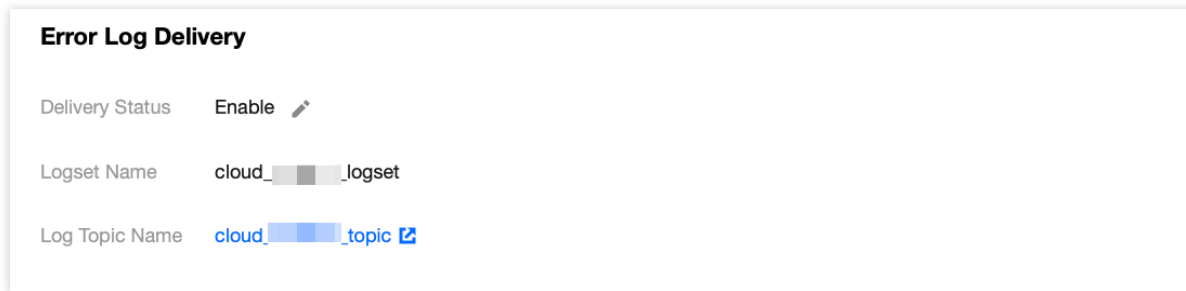 Error Log Delivery
Delivery Status Enable
Logset Name cloud_ _logset
Log Topic Name cloud_ _topic